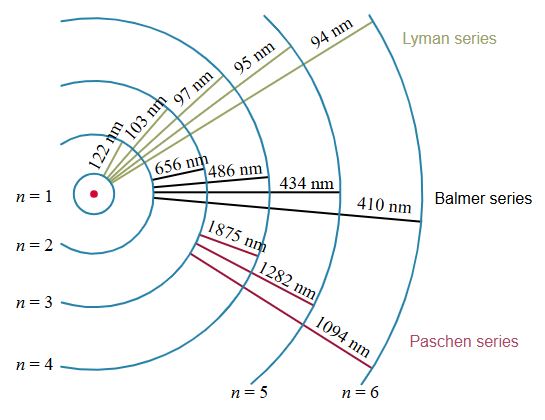 Lyman series
94 nm
95 nm
97 nm
103 nm
122 nm
656 nm
486 nm
434 nm
410 nm
Balmer series
n = 1
1875 nm
1282 nm
1094 nm
Paschen series
n = 2
n = 3
n = 4
n = 5
n = 6